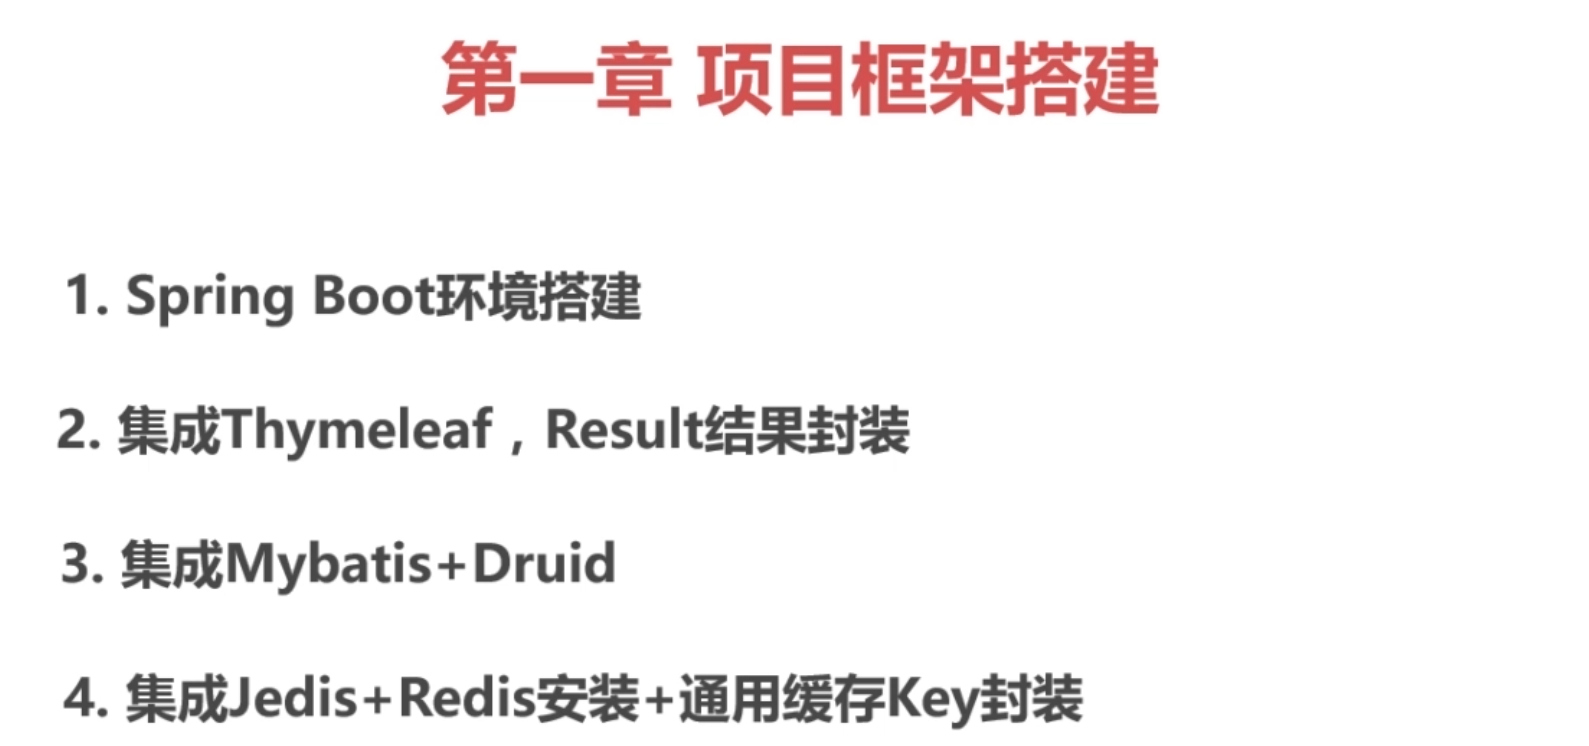 第一章 项目框架搭建
1. Spring Boot环境搭建
2. 集成Thymeleaf，Result结果封装
3. 集成Mybatis+Druid
4. 集成Jedis+Redis安装+通用缓存Key封装